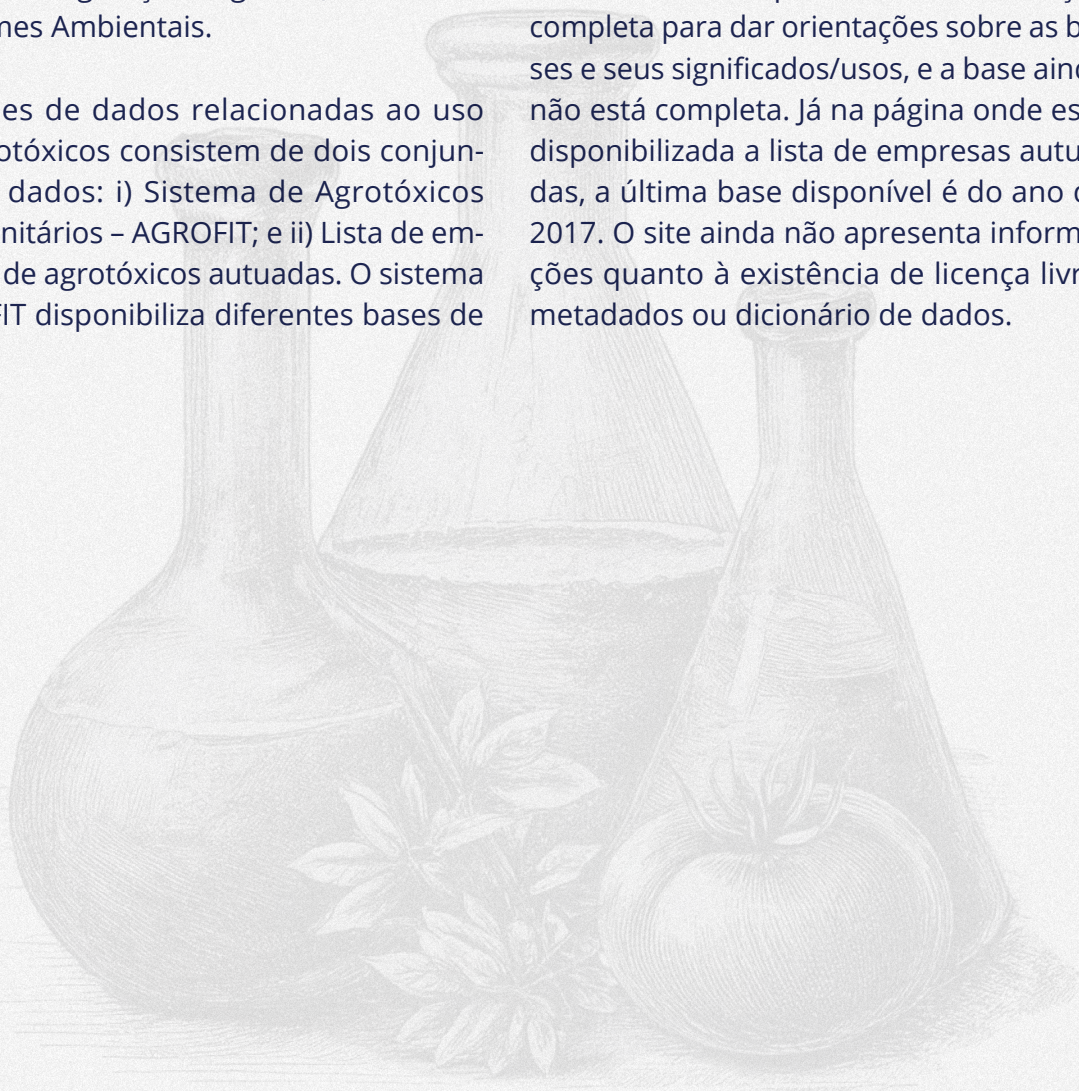 mes Ambientais.
es de dados relacionadas ao uso
otóxicos consistem de dois conjun-
dados: i) Sistema de Agrotóxicos
nitários – AGROFIT; e ii) Lista de em-
de agrotóxicos autuadas. O sistema
FIT disponibiliza diferentes bases de
completa para dar orientações sobre as b
ses e seus significados/usos, e a base aind
não está completa. Já na página onde es
disponibilizada a lista de empresas autu
das, a última base disponível é do ano d
2017. O site ainda não apresenta inform
ções quanto à existência de licença livr
metadados ou dicionário de dados.